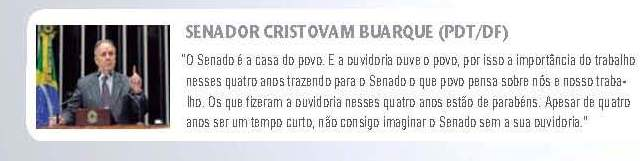 SENADOR CRISTOVAM BUARQUE (PDT/DF)
"O Senado é a casa do povo. E a ouvidoria ouve o povo, por isso a importância do trabalho
nesses quatro anos trazendo para o Senado o que povo pensa sobre nós e nosso traba-
lho. Os que fizeram a ouvidoria nesses quatro anos estão de parabéns. Apesar de quatro
anos ser um tempo curto, não consigo imaginar o Senado sem a sua ouvidoria."